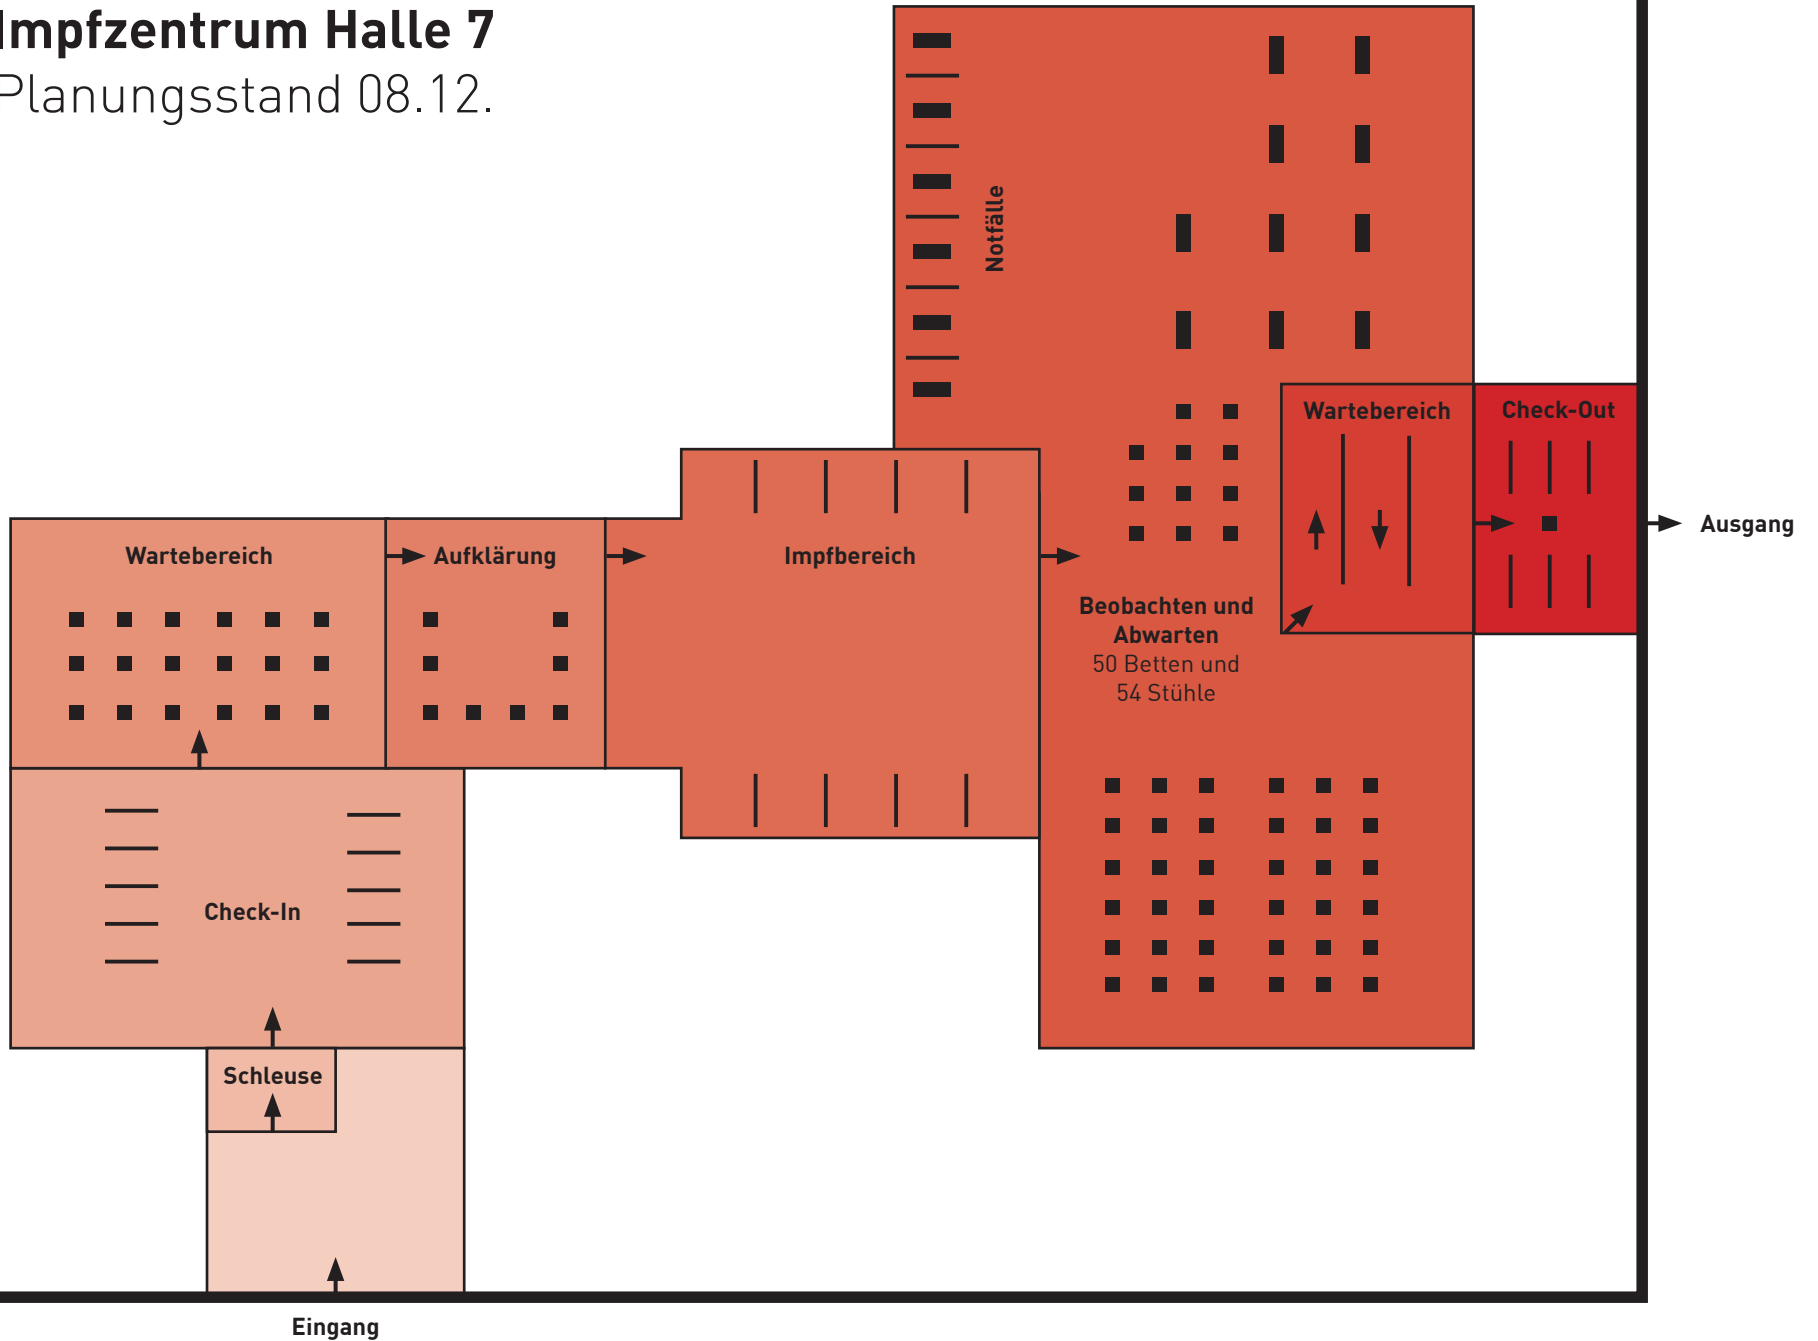 Impfzentrum Halle 7
Planungsstand 08.12.
Notfälle
Wartebereich
Check-Out
Ausgang
Wartebereich
Aufklärung
Impfbereich
Beobachten und
Abwarten
50 Betten und
54 Stühle
Check-In
Schleuse
Eingang